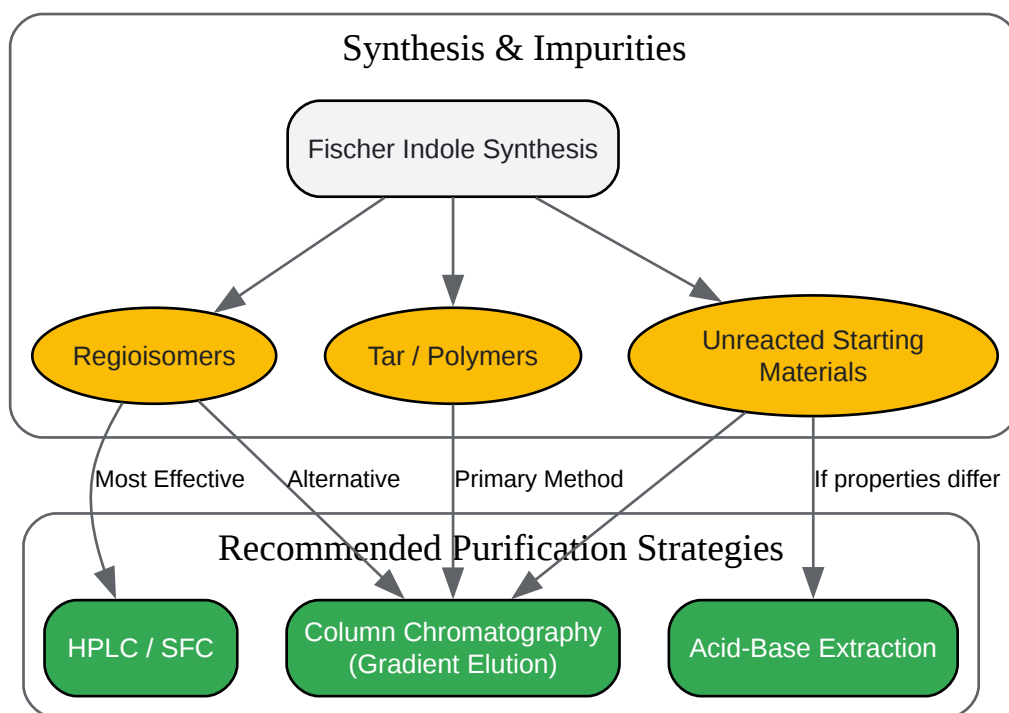 Synthesis & Impurities
Fischer Indole Synthesis
Regioisomers
Tar / Polymers
Unreacted Starting
Materials
Most Effective
Alternative
Primary Method
If properties differ
Recommended Purification Strategies
HPLC / SFC
Column Chromatography
(Gradient Elution)
Acid-Base Extraction